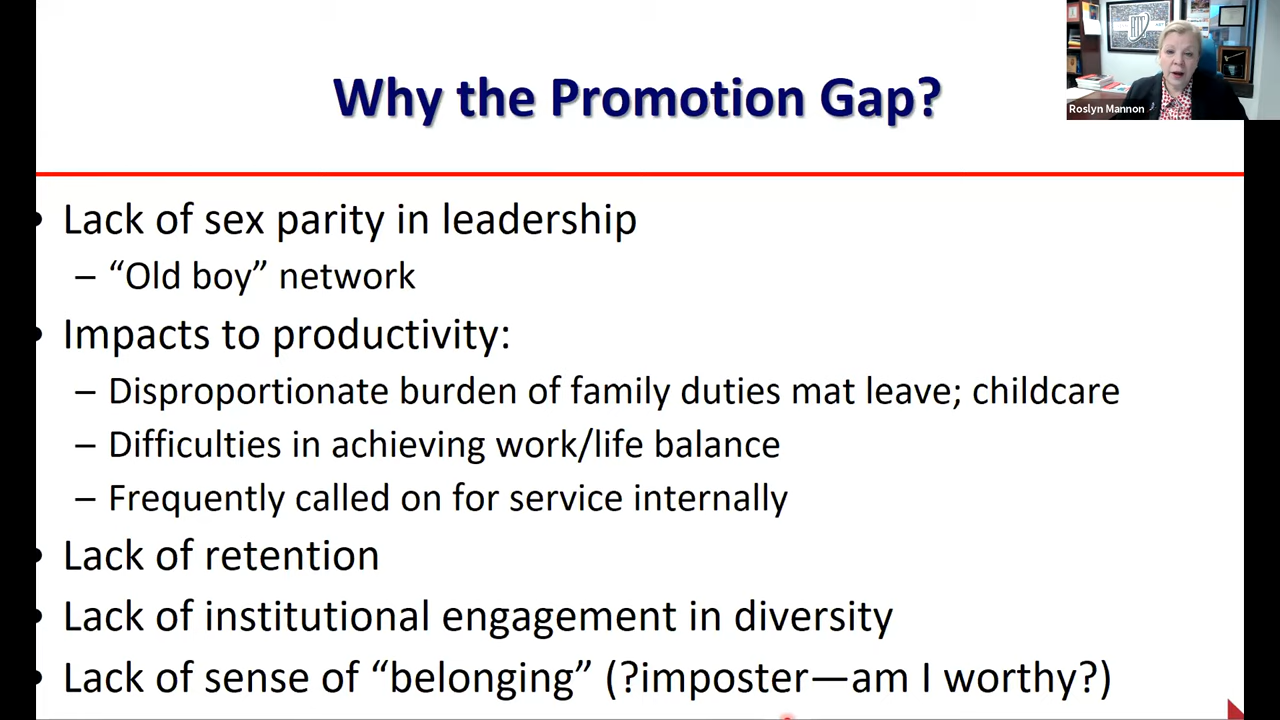 Why the Promotion Gap?
Roslyn Mannon
• Lack of sex parity in leadership
– “Old boy” network
• Impacts to productivity:
– Disproportionate burden of family duties mat leave; childcare
– Difficulties in achieving work/life balance
– Frequently called on for service internally
• Lack of retention
• Lack of institutional engagement in diversity
• Lack of sense of “belonging” (?imposter—am I worthy?)